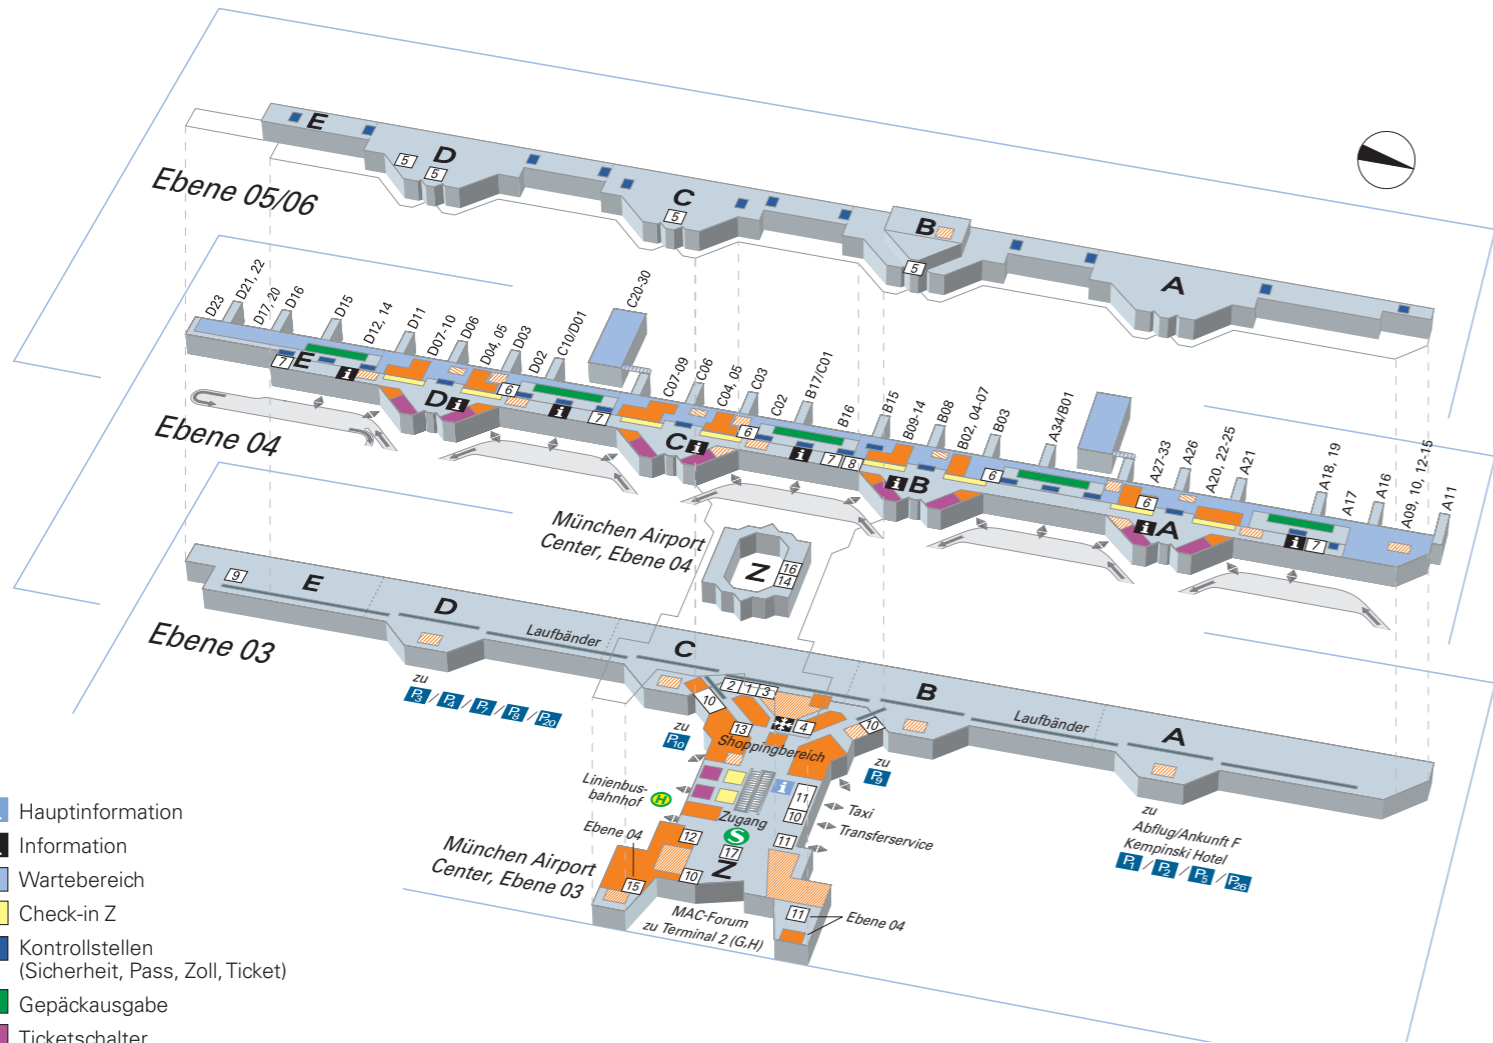 E
D
5
5
C
5
B
5
A
Ebene 05/06
D23
D21, 22
D17, 20
D16
D15
D12, 14
D11
D07-10
D06
D04, 05
D03
D02
C10/D01
C20-30
C07-09
C06
C04, 05
C03
C02
B17/C01
B16
B15
B09-14
B08
B02, 04-07
B03
A34/B01
A27-33
A26
A20, 22-25
A21
A18, 19
A17
A16
A09, 10, 12-15
A11
7
E
i
D
i
6
i
7
C
i
6
i
7
8
i
B
6
6
i
A
i
7
Ebene 04
München Airport
Center, Ebene 04
Z
16
14
Ebene 03
9
E
D
Laufbänder
C
B
Laufbänder
A
zu
P3 / P4 / P7 / P8 / P20
2
1
3
10
13
4
10
Shoppingbereich
zu
P10
zu
P9
Linienbus-
bahnhof
H
i
11
10
Taxi
Transferservice
Zugang
S
17
12
11
Ebene 04
Z
15
10
11
München Airport
Center, Ebene 03
MAC-Forum
zu Terminal 2 (G,H)
Ebene 04
zu
Abflug/Ankunft F
Kempinski Hotel
P1 / P2 / P5 / P26
Hauptinformation
Information
Wartebereich
Check-in Z
Kontrollstellen
(Sicherheit, Pass, Zoll, Ticket)
Gepäckausgabe
Ticketschalter